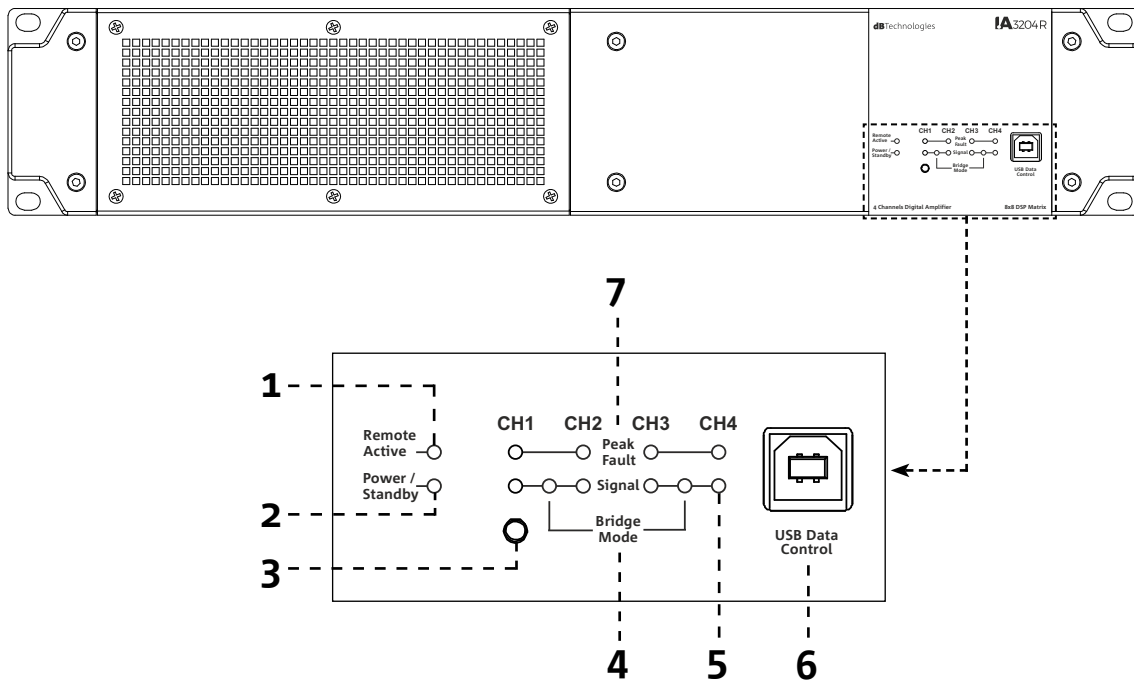 dBTechnologies
IA3204R
CH1 CH2 CH3 CH4
Remote
Active
Peak
Fault
Power /
Standby
Signal
Bridge
Mode
USB Data
Control
4 Channels Digital Amplifier
8x8 DSP Matrix
7
1
CH1 CH2 CH3 CH4
Remote
Active
Peak
Fault
Power /
Standby
Signal
2
Bridge
Mode
USB Data
Control
3
4
5
6